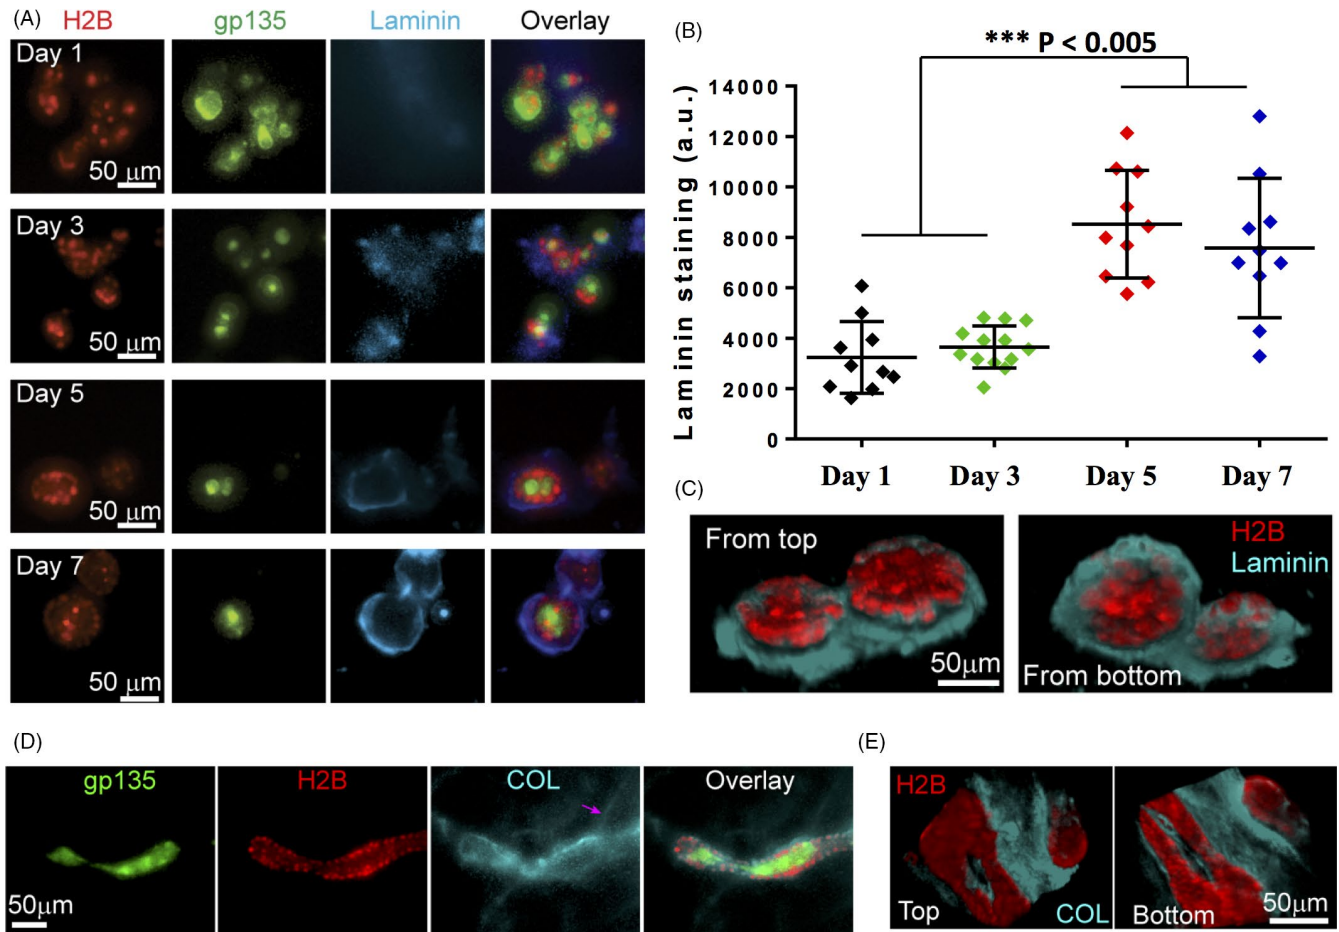 (A)
H2B gp135 Laminin Overlay
Day 1
50 μm
Day 3
50 μm
Day 5
50 μm
Day 7
50 μm
(B)
*** P < 0.005
Laminin staining (a.u.)
14000
12000
10000
8000
6000
4000
2000
0
Day 1 Day 3 Day 5 Day 7
(C)
From top
50μm
H2B
Laminin
From bottom
(D)
gp135 H2B COL Overlay
50μm
(E)
H2B
Top COL
Bottom 50μm